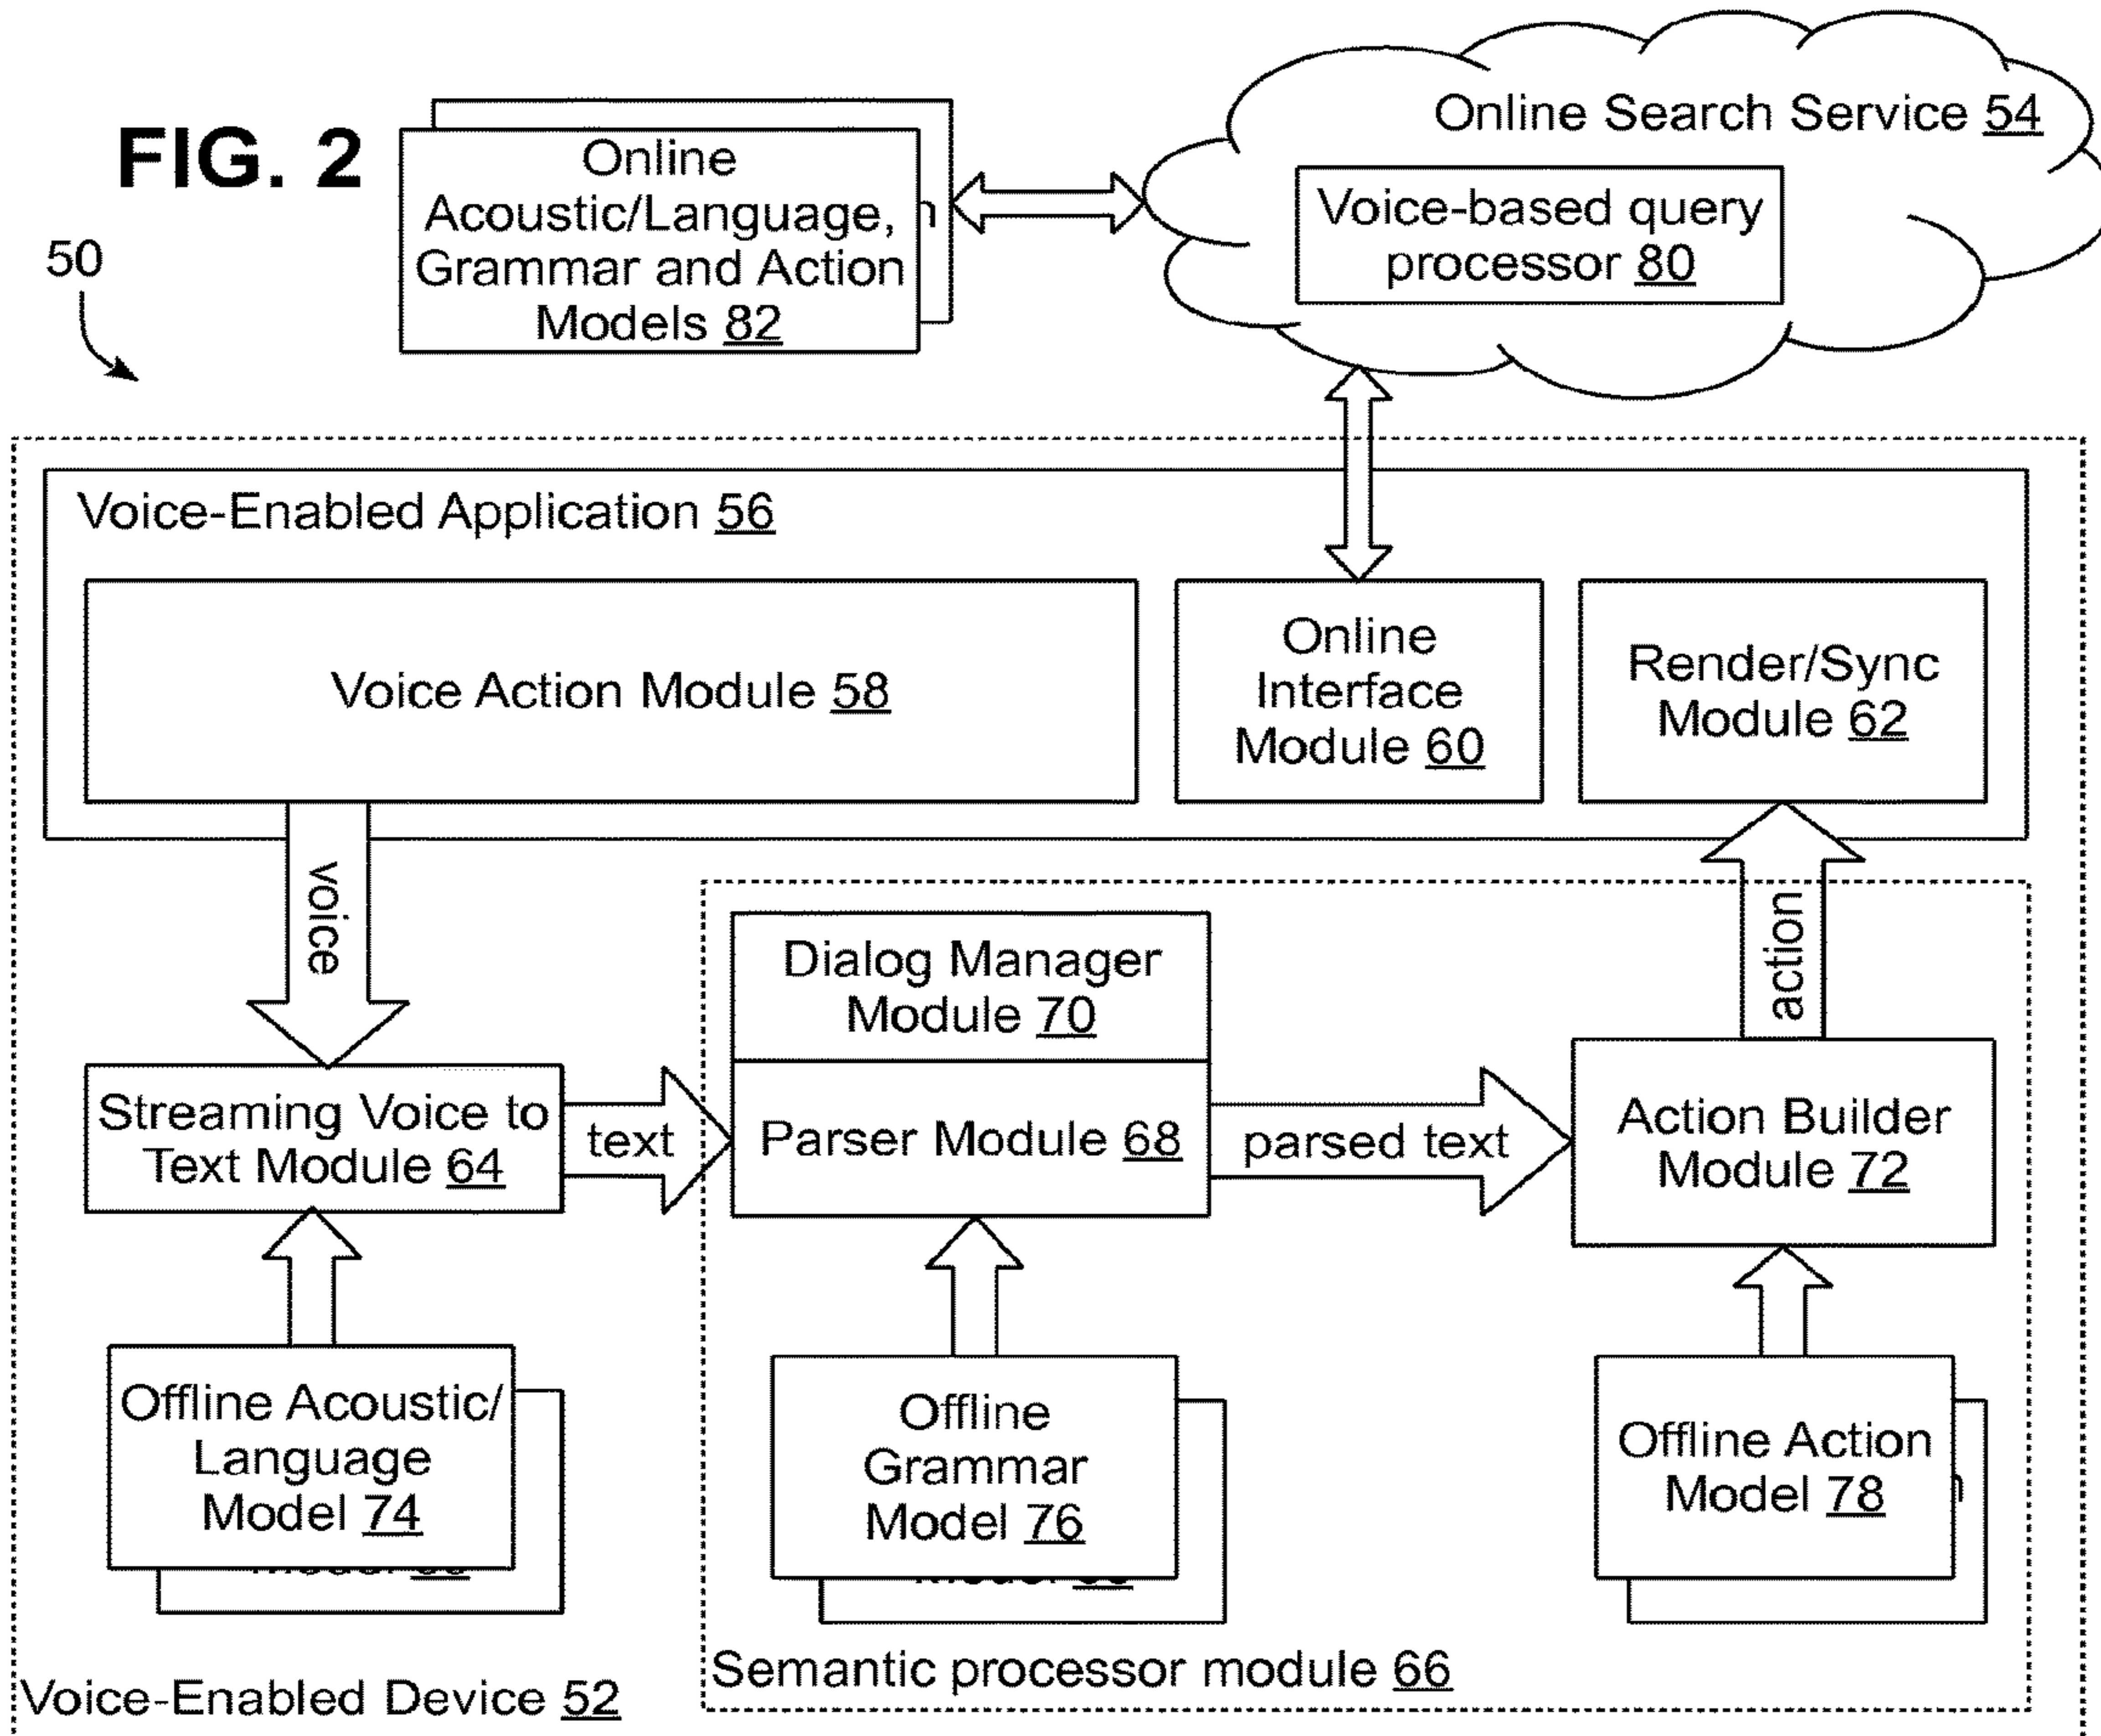 FIG. 2
50
Online
Acoustic/Language,
Grammar and Action
Models 82
Online Search Service 54
Voice-based query
processor 80
Voice-Enabled Application 56
Voice Action Module 58
Online
Interface
Module 60
Render/Sync
Module 62
voice
action
Dialog Manager
Module 70
Streaming Voice to
Text Module 64
text
Parser Module 68
parsed text
Action Builder
Module 72
Offline Acoustic/
Language
Model 74
Offline
Grammar
Model 76
Offline Action
Model 78
Semantic processor module 66
Voice-Enabled Device 52